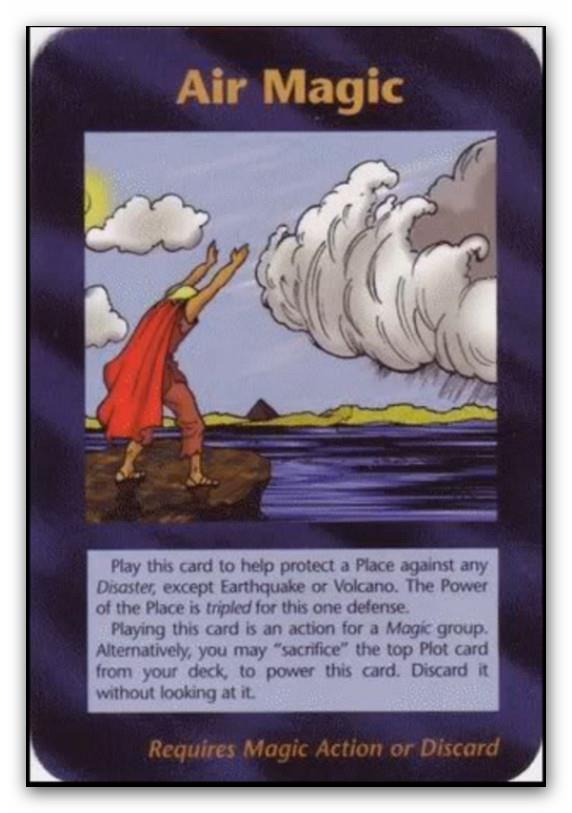 Air Magic
Play this card to help protect a Place against any
Disaster, except Earthquake or Volcano. The Power
of the Place is tripled for this one defense.
Playing this card is an action for a Magic group.
Alternatively, you may “sacrifice” the top Plot card
from your deck, to power this card. Discard it
without looking at it.
Requires Magic Action or Discard